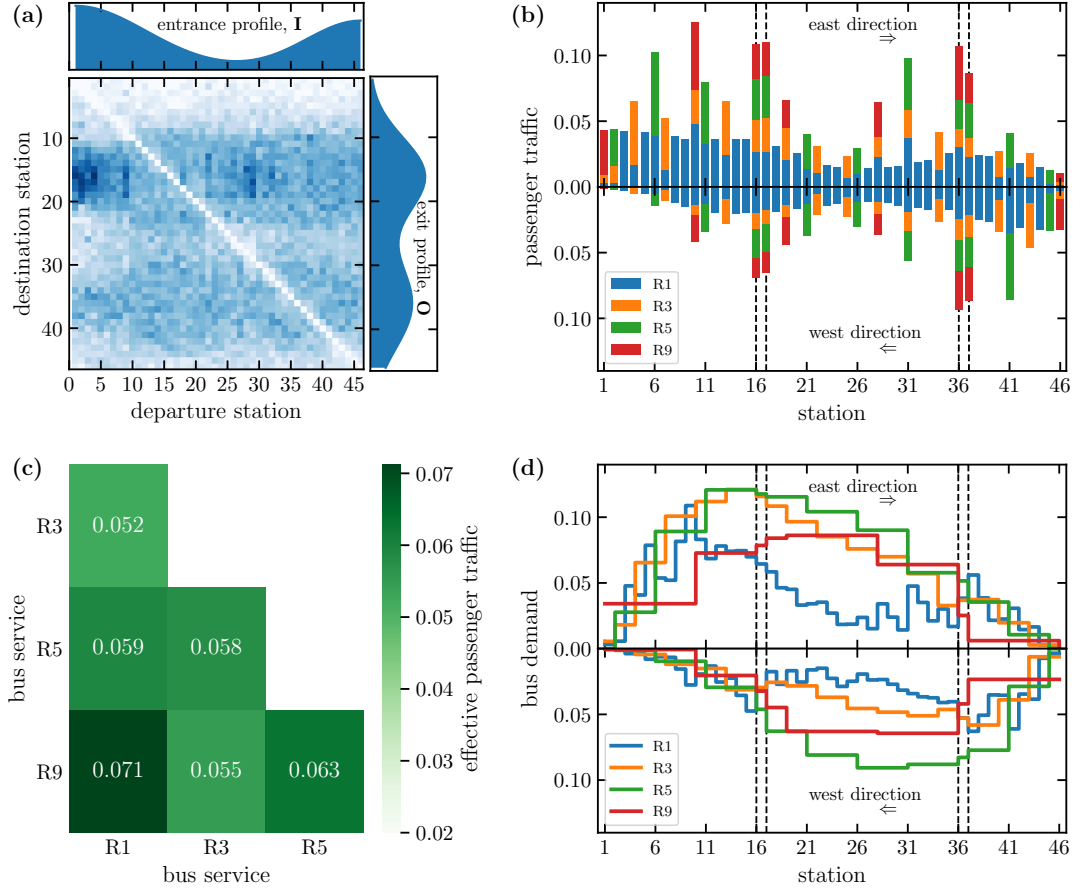 (a)
entrance profile, I
10
20
30
40
destination station
0 5 10 15 20 25 30 35 40 45
departure station
exit profile, O
(b)
east direction
⇒
0.10
0.05
0.00
0.05
0.10
passenger traffic
R1
R3
R5
R9
west direction
⇐
1 6 11 16 21 26 31 36 41 46
station
(c)
R3
R5
R9
bus service
0.052
0.059 0.058
0.071 0.055 0.063
R1 R3 R5
bus service
0.07
0.06
0.05
0.04
0.03
0.02
effective passenger traffic
(d)
east direction
⇒
0.10
0.05
0.00
0.05
0.10
bus demand
R1
R3
R5
R9
west direction
⇐
1 6 11 16 21 26 31 36 41 46
station